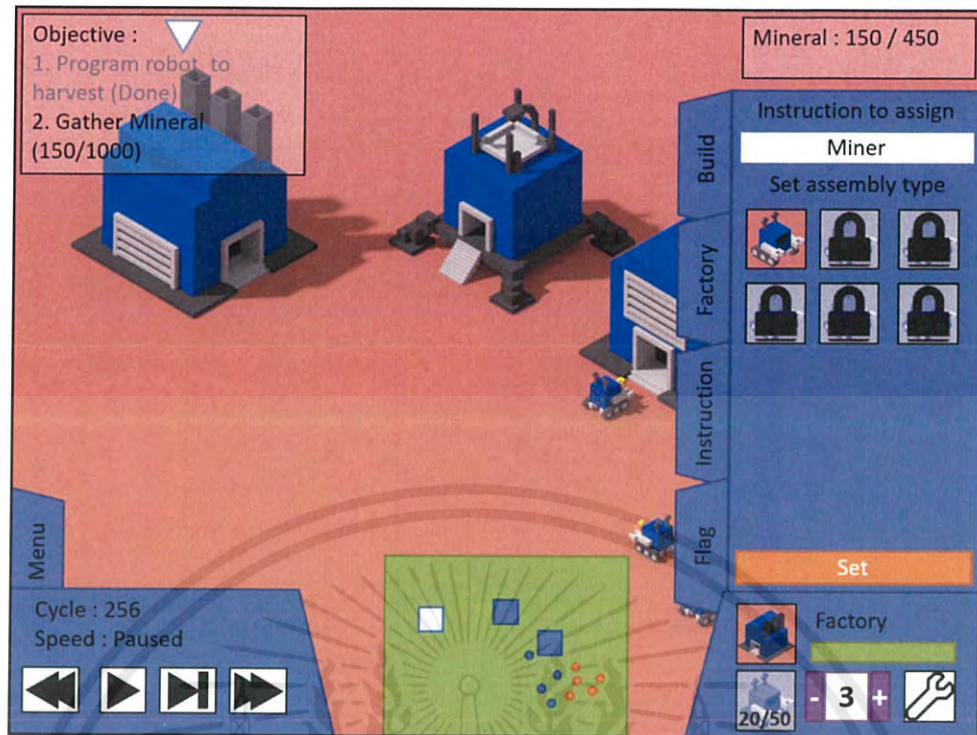 Objective :
1. Program robot to
harvest (Done)
2. Gather Mineral
(150/1000)
Mineral : 150 / 450
Build
Factory
Instruction
Flag
Instruction to assign
Miner
Set assembly type
Set
Menu
Cycle : 256
Speed : Paused
Factory
20/50
- 3 +